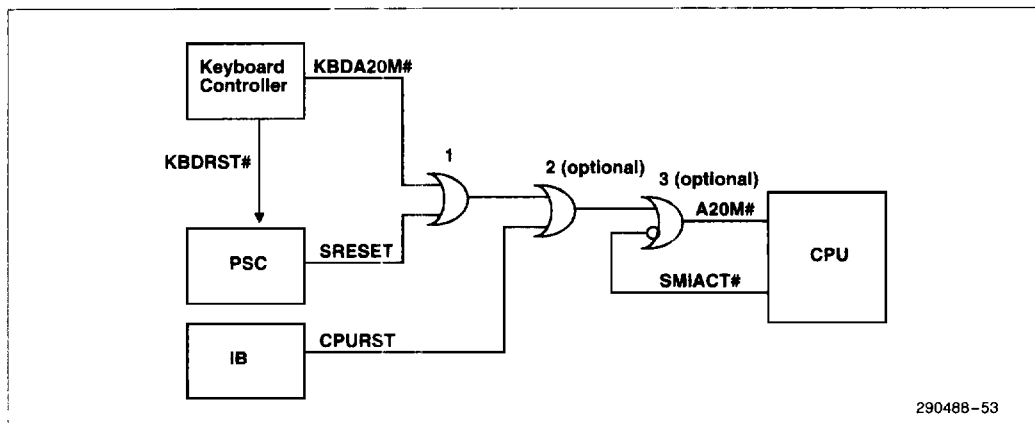 Keyboard
Controller
KBDA20M#
KBDRST#
1
2 (optional)
3 (optional)
A20M#
PSC
SRESET
CPU
SMIACT#
IB
CPURST
290488-53